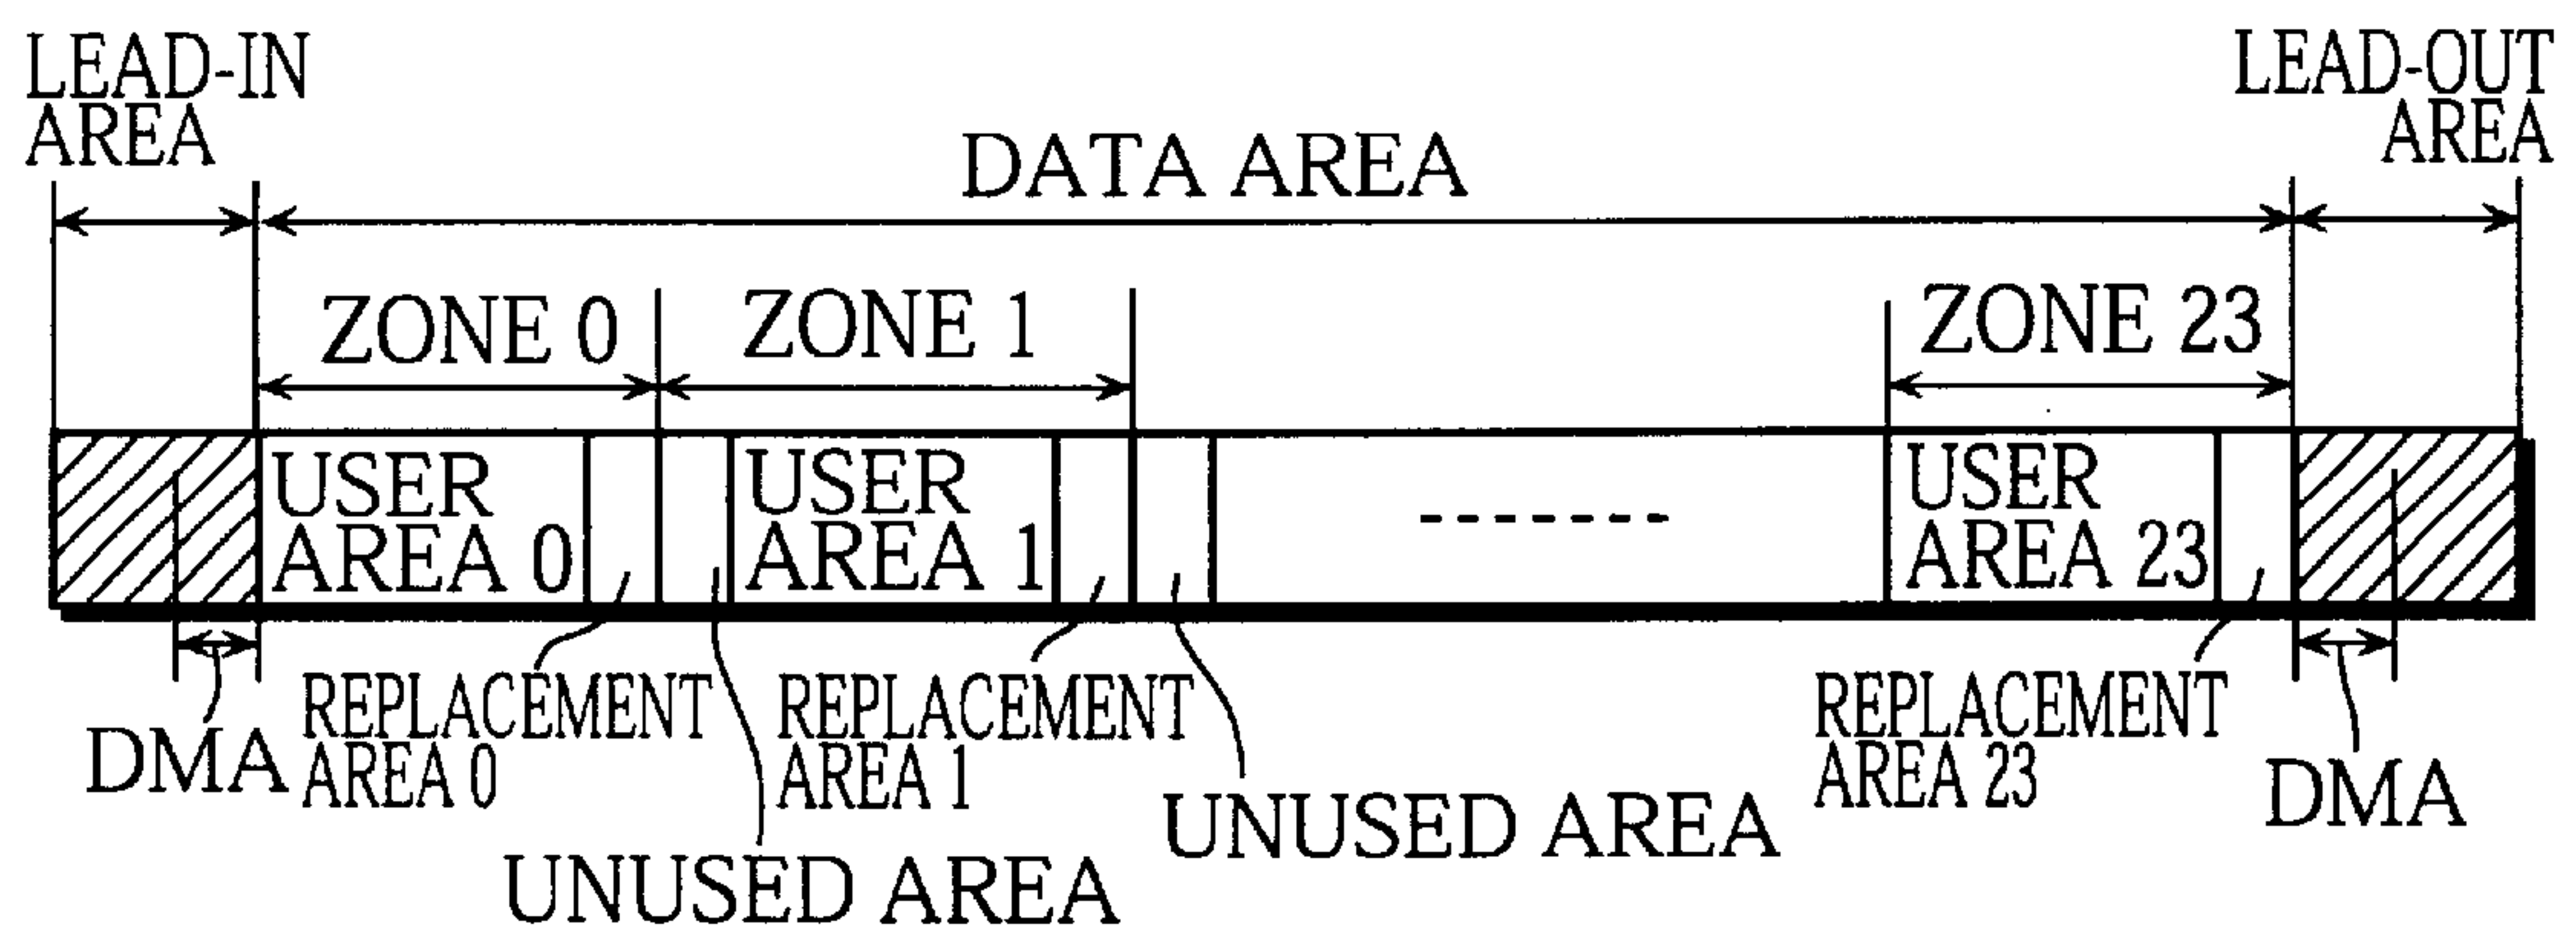 LEAD-IN
AREA
LEAD-OUT
AREA
DATA AREA
ZONE 0
ZONE 1
ZONE 23
USER
AREA 0
USER
AREA 1
USER
AREA 23
DMA
REPLACEMENT
AREA 0
REPLACEMENT
AREA 1
REPLACEMENT
AREA 23
DMA
UNUSED AREA
UNUSED AREA